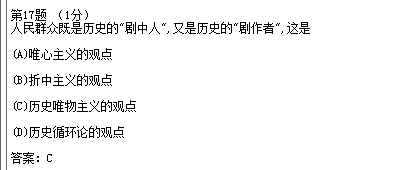 第17题 （1分）
人民群众既是历史的“剧中人”，又是历史的“剧作者”，这是
(A)唯心主义的观点
(B)折中主义的观点
(C)历史唯物主义的观点
(D)历史循环论的观点
答案：C